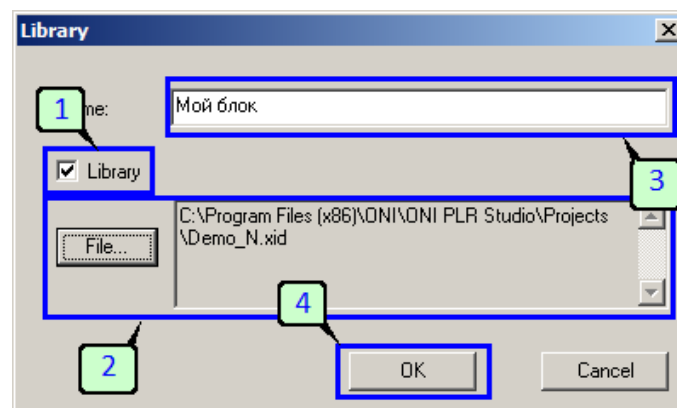 Library
1
me:
Мой блок
3
Library
File...
C:\Program Files (x86)\ONI\ONI PLR Studio\Projects
\Demo_N.xid
4
2
OK
Cancel